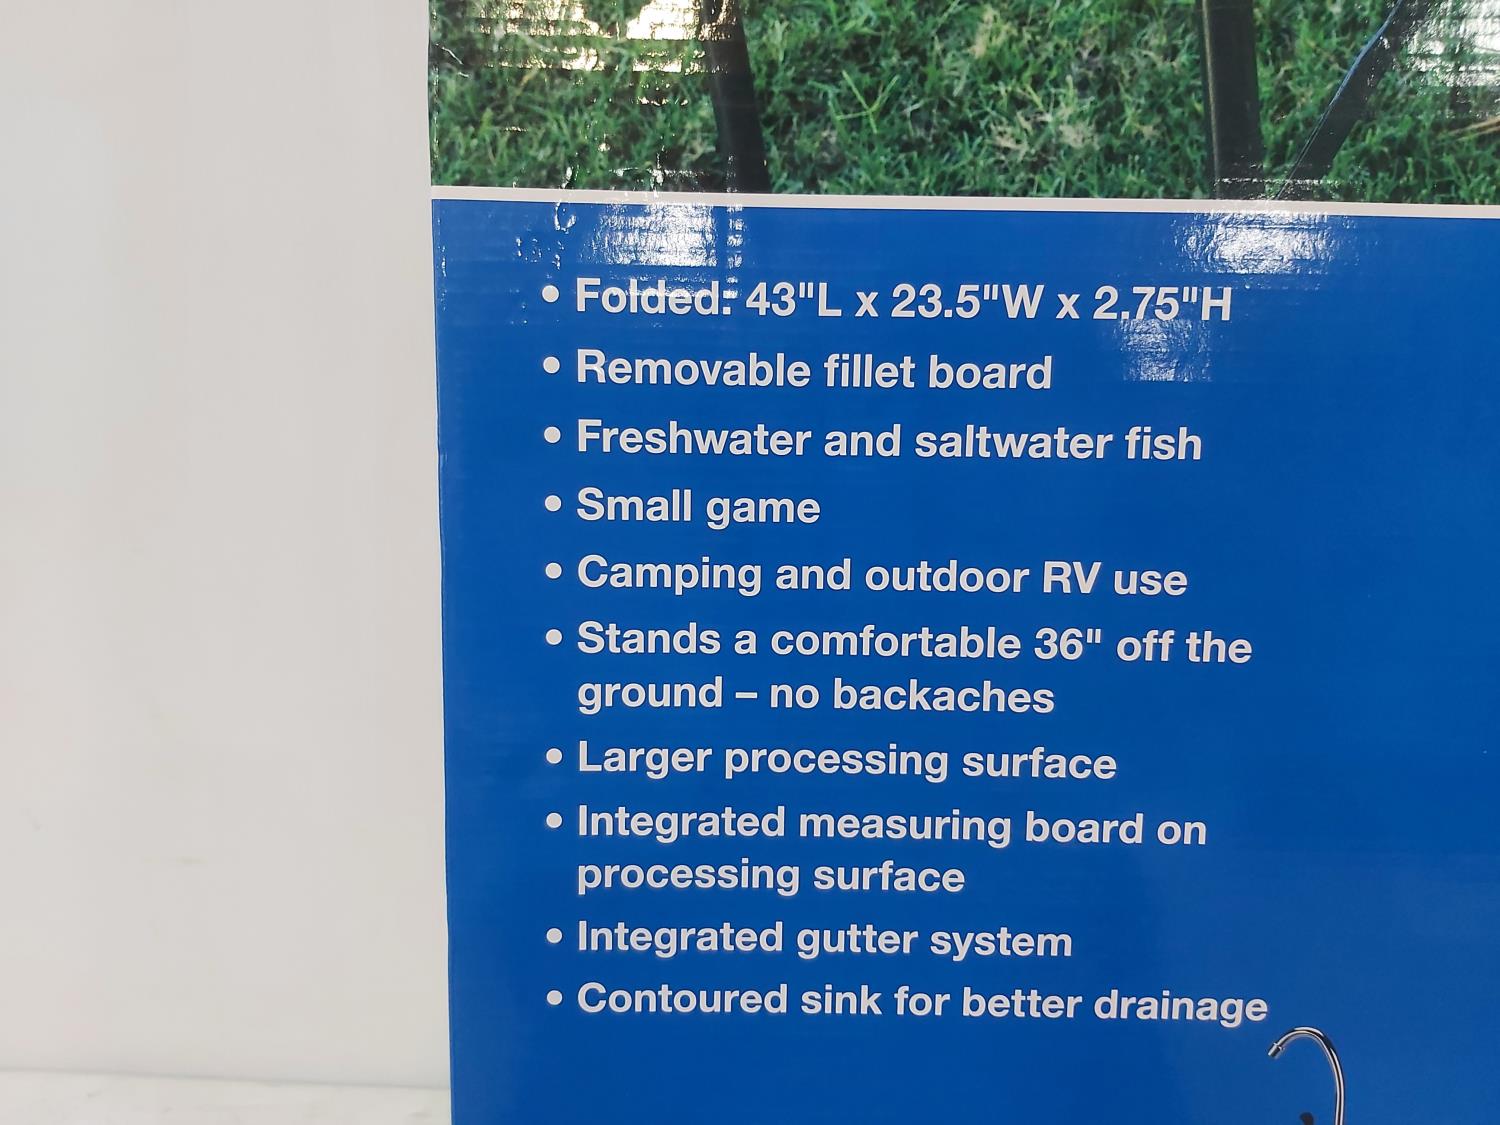 • Folded: 43"L x 23.5"W x 2.75"H
• Removable fillet board
• Freshwater and saltwater fish
• Small game
• Camping and outdoor RV use
• Stands a comfortable 36" off the
ground – no backaches
• Larger processing surface
• Integrated measuring board on
processing surface
• Integrated gutter system
• Contoured sink for better drainage